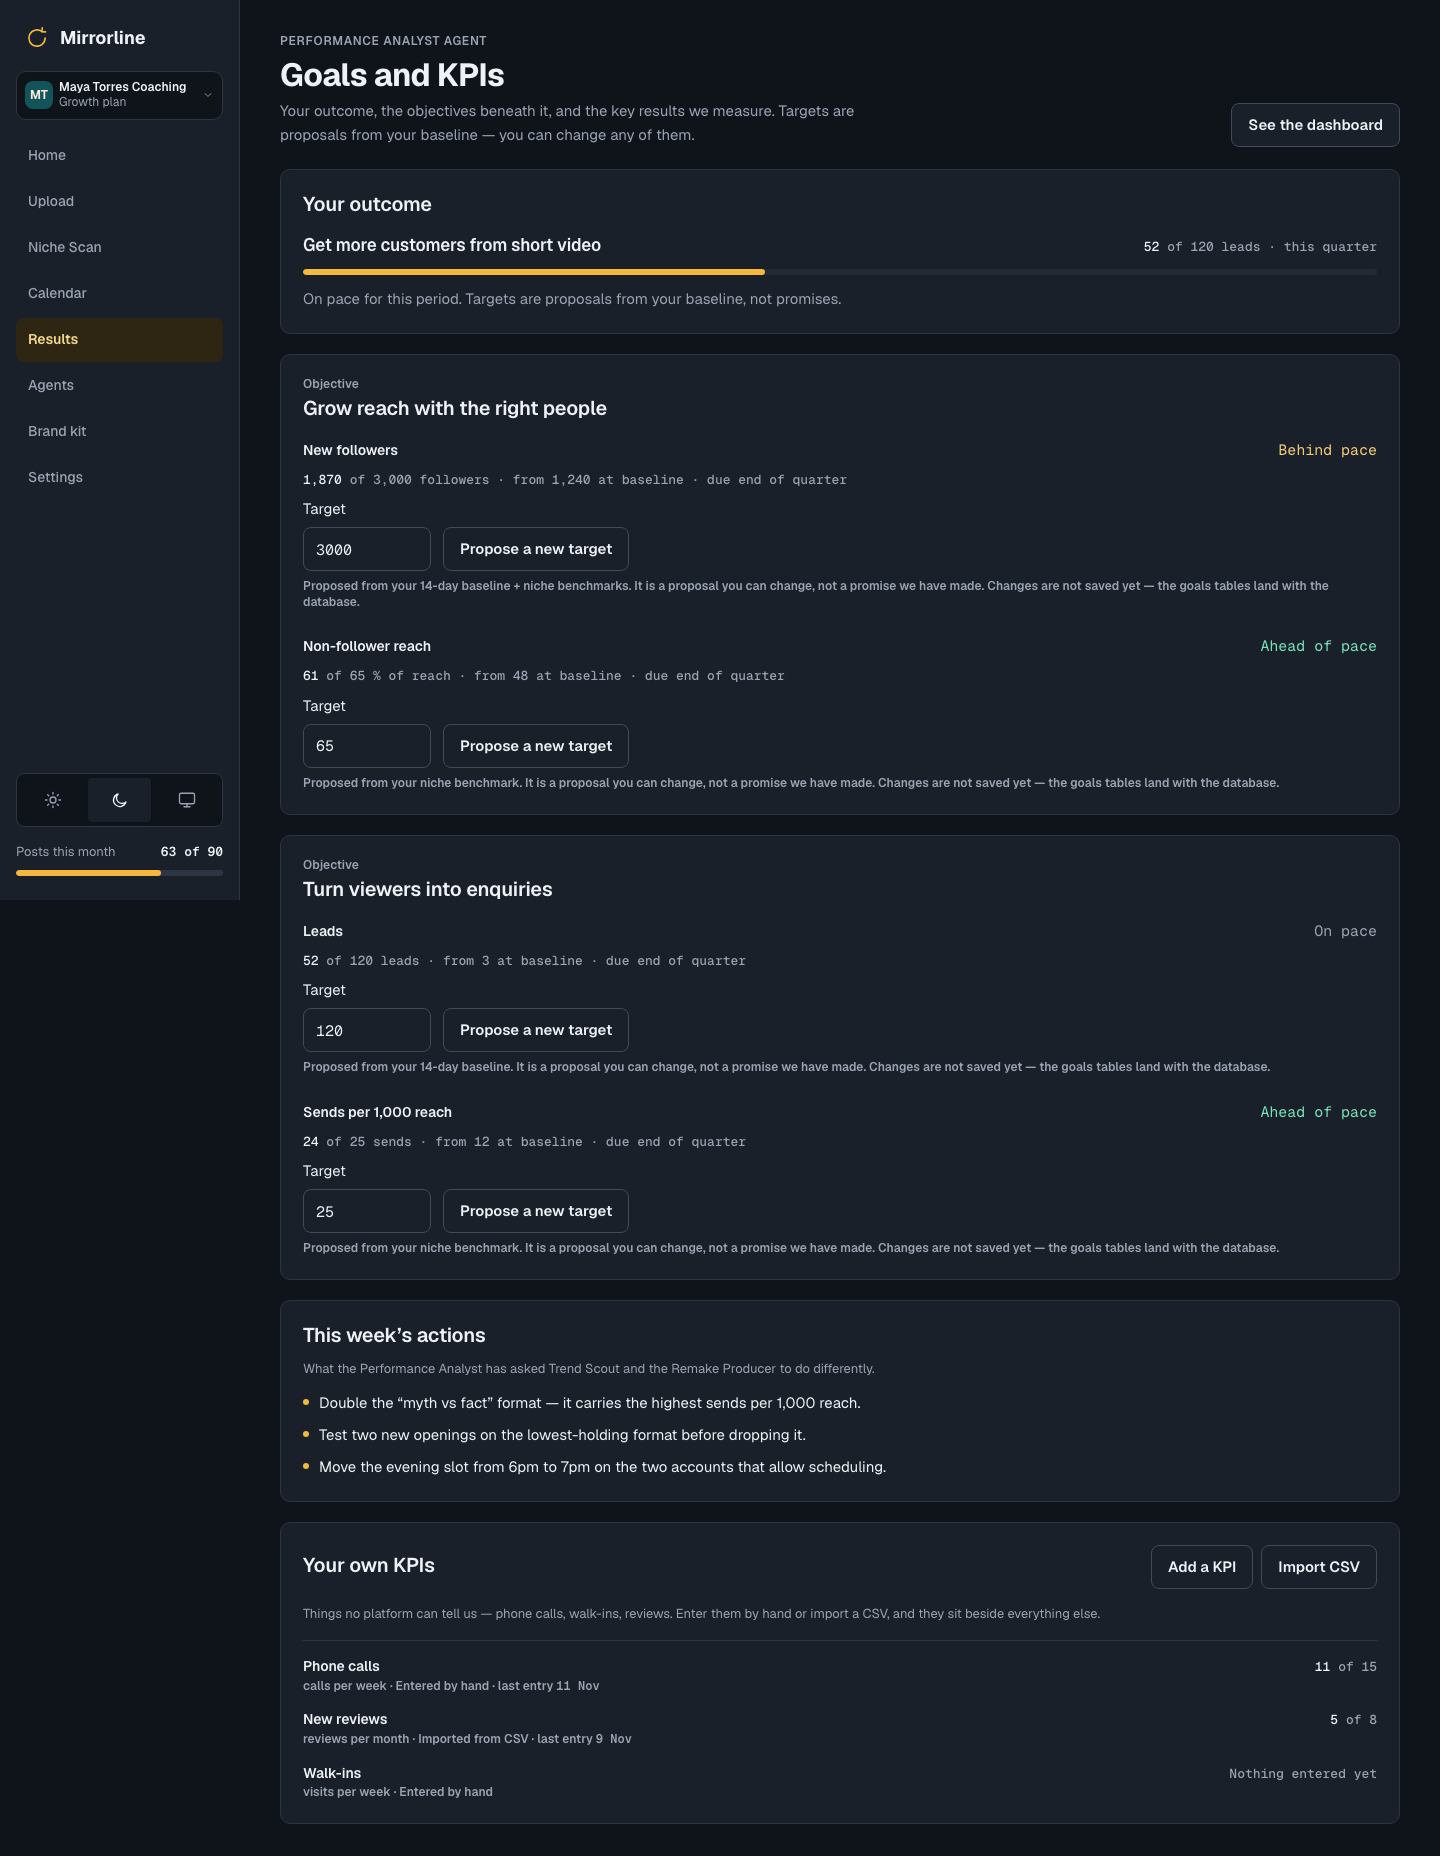 Mirrorline
MT
Maya Torres Coaching
Growth plan
Home
Upload
Niche Scan
Calendar
Results
Agents
Brand kit
Settings
Posts this month
63 of 90
PERFORMANCE ANALYST AGENT
Goals and KPIs
Your outcome, the objectives beneath it, and the key results we measure. Targets are
proposals from your baseline — you can change any of them.
See the dashboard
Your outcome
Get more customers from short video
52 of 120 leads · this quarter
On pace for this period. Targets are proposals from your baseline, not promises.
Objective
Grow reach with the right people
New followers
Behind pace
1,870 of 3,000 followers · from 1,240 at baseline · due end of quarter
Target
3000
Propose a new target
Proposed from your 14-day baseline + niche benchmarks. It is a proposal you can change, not a promise we have made. Changes are not saved yet — the goals tables land with the
database.
Non-follower reach
Ahead of pace
61 of 65 % of reach · from 48 at baseline · due end of quarter
Target
65
Propose a new target
Proposed from your niche benchmark. It is a proposal you can change, not a promise we have made. Changes are not saved yet — the goals tables land with the database.
Objective
Turn viewers into enquiries
Leads
On pace
52 of 120 leads · from 3 at baseline · due end of quarter
Target
120
Propose a new target
Proposed from your 14-day baseline. It is a proposal you can change, not a promise we have made. Changes are not saved yet — the goals tables land with the database.
Sends per 1,000 reach
Ahead of pace
24 of 25 sends · from 12 at baseline · due end of quarter
Target
25
Propose a new target
Proposed from your niche benchmark. It is a proposal you can change, not a promise we have made. Changes are not saved yet — the goals tables land with the database.
This week’s actions
What the Performance Analyst has asked Trend Scout and the Remake Producer to do differently.
Double the “myth vs fact” format — it carries the highest sends per 1,000 reach.
Test two new openings on the lowest-holding format before dropping it.
Move the evening slot from 6pm to 7pm on the two accounts that allow scheduling.
Your own KPIs
Add a KPI
Import CSV
Things no platform can tell us — phone calls, walk-ins, reviews. Enter them by hand or import a CSV, and they sit beside everything else.
Phone calls
11 of 15
calls per week · Entered by hand · last entry 11 Nov
New reviews
5 of 8
reviews per month · Imported from CSV · last entry 9 Nov
Walk-ins
Nothing entered yet
visits per week · Entered by hand